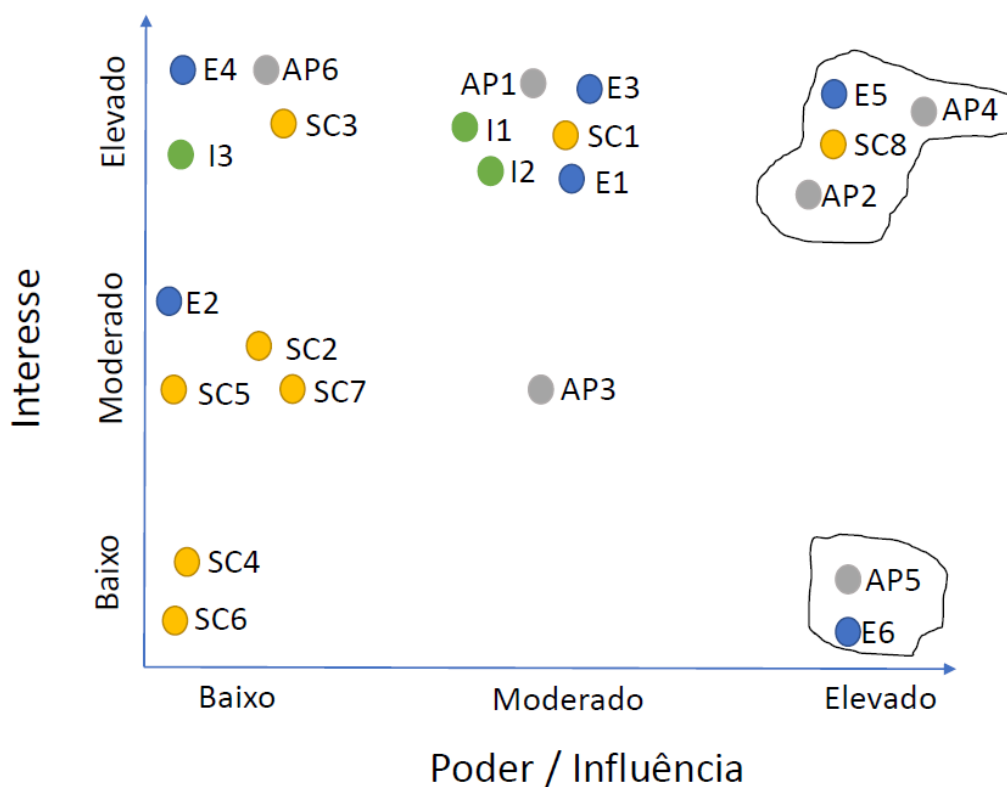 Interesse
Elevado
Moderado
Baixo
E4
AP6
SC3
I3
AP1
E3
I1
SC1
I2
E1
E5
AP4
SC8
AP2
E2
SC2
SC5
SC7
AP3
SC4
SC6
AP5
E6
Baixo
Moderado
Elevado
Poder / Influência